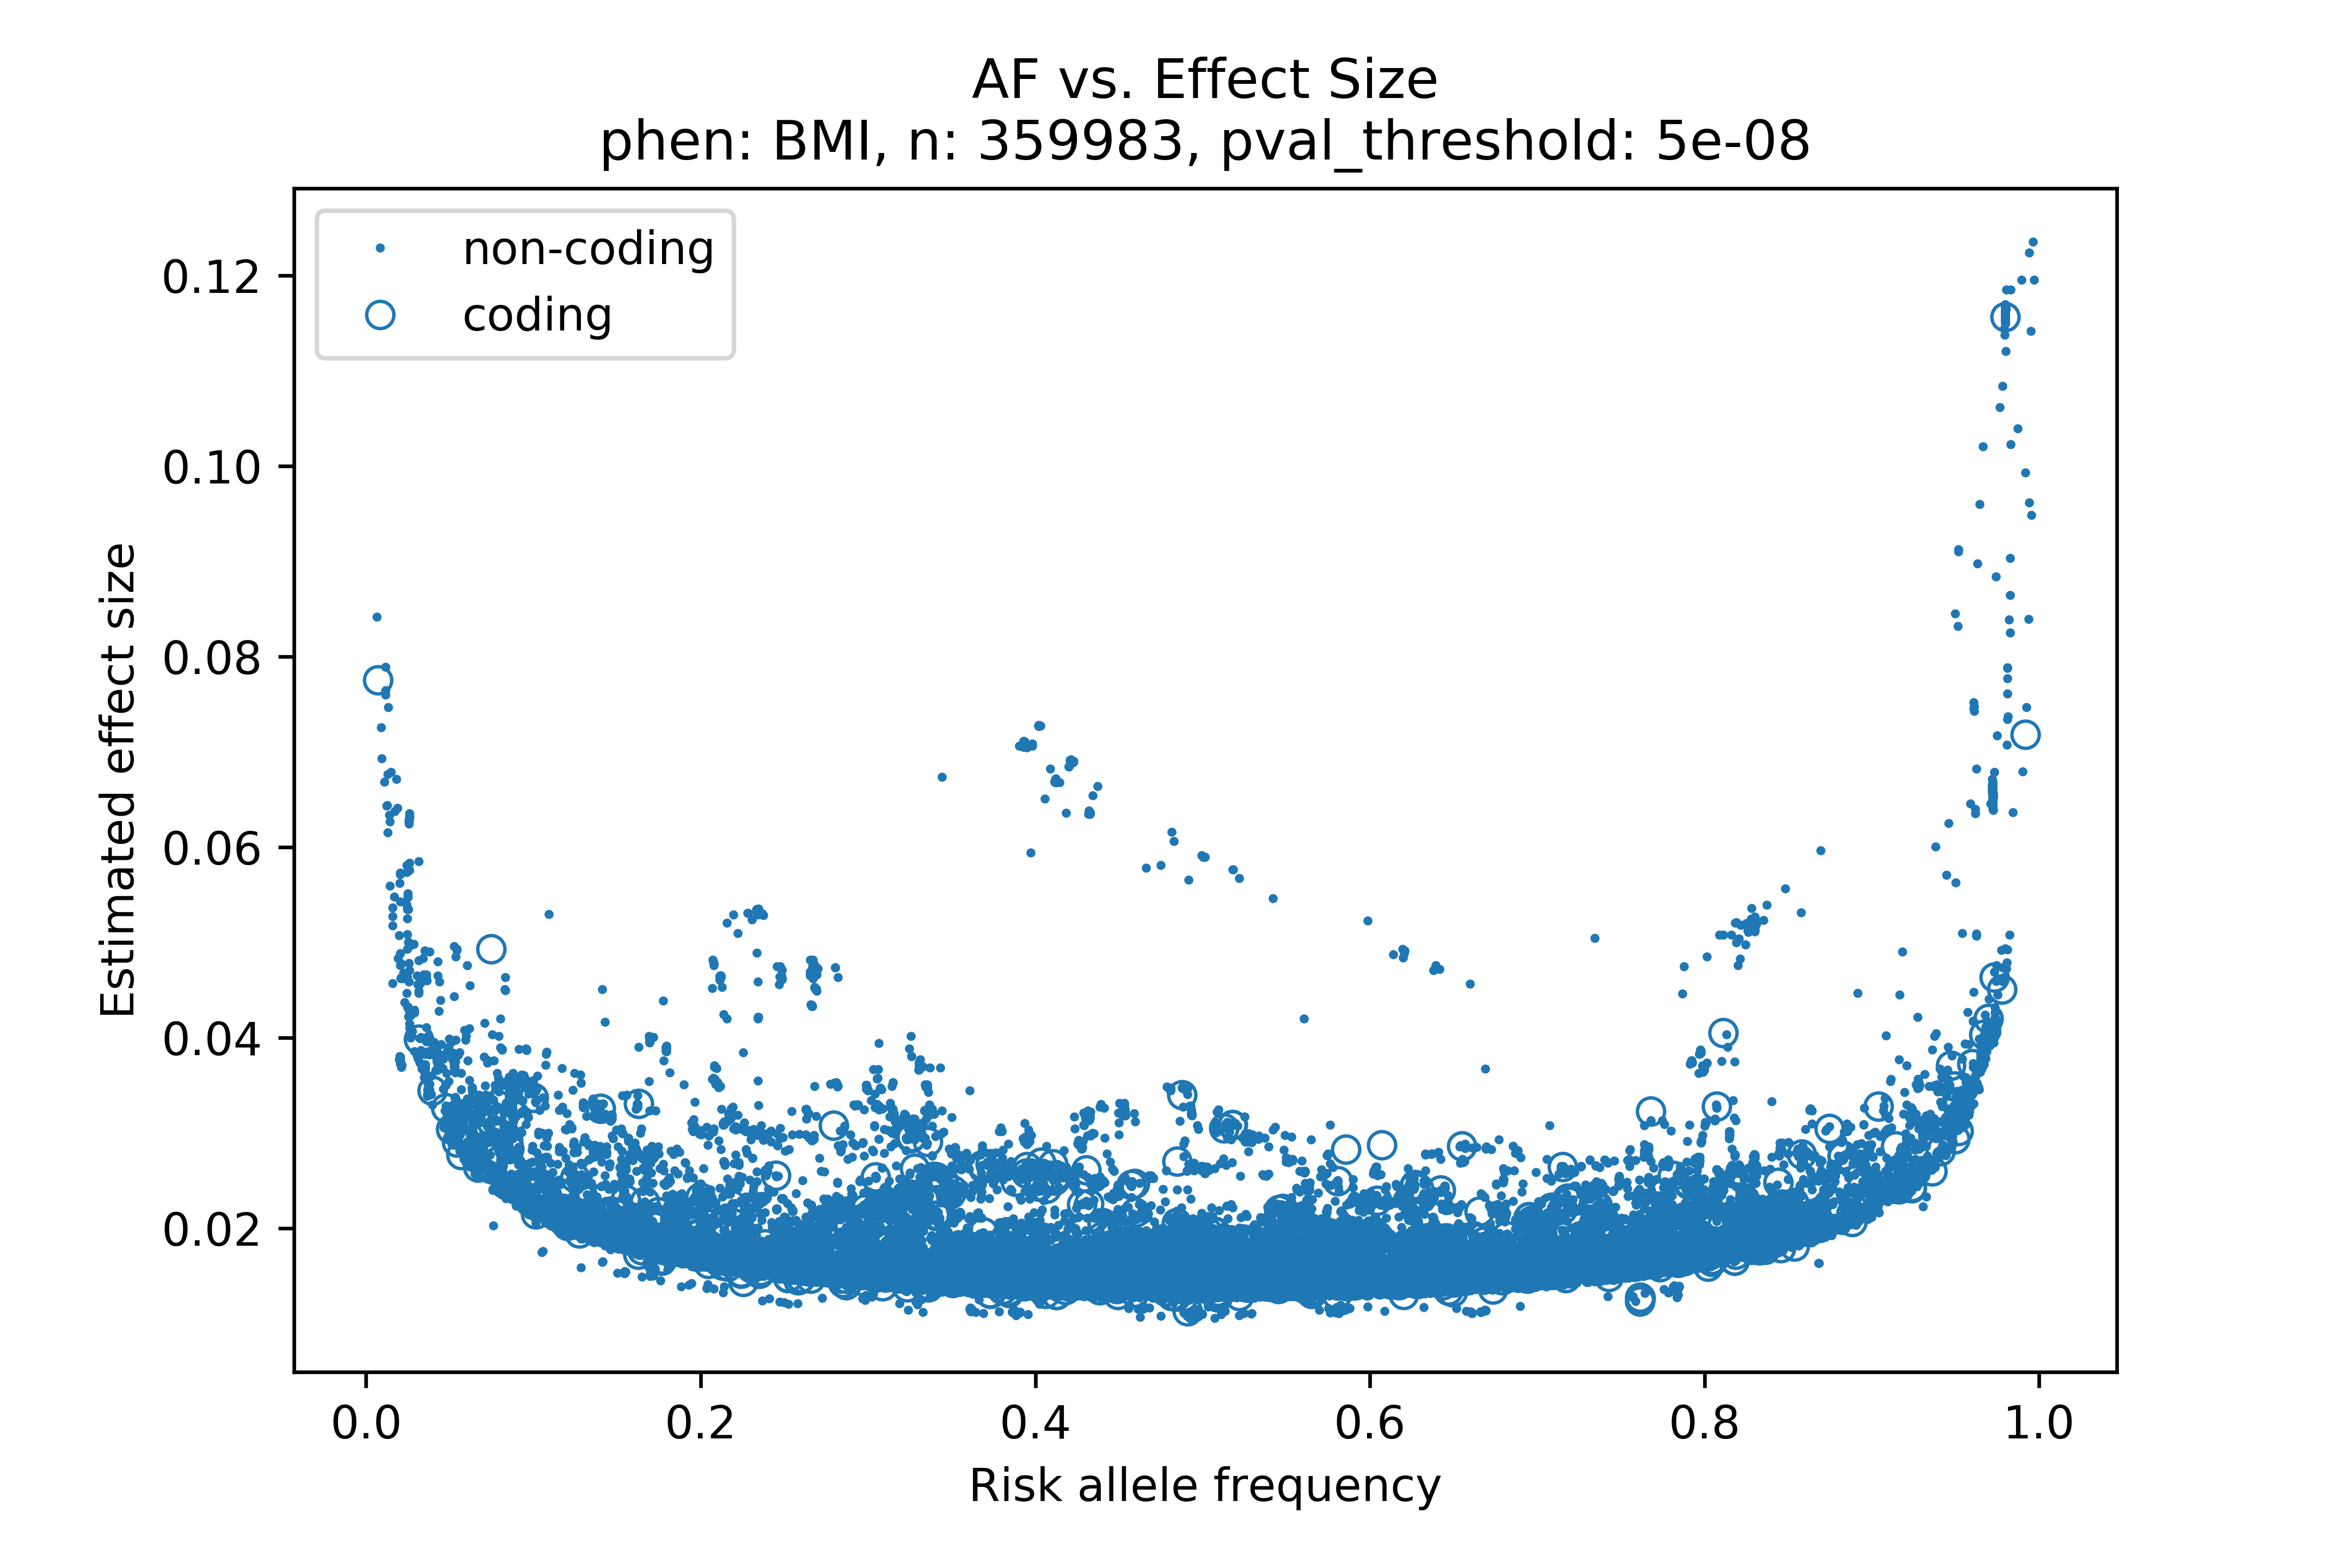 AF vs. Effect Size
phen: BMI, n: 359983, pval_threshold: 5e-08
non-coding
coding
0.12
0.10
0.08
0.06
0.04
0.02
Estimated effect size
0.0 0.2 0.4 0.6 0.8 1.0
Risk allele frequency